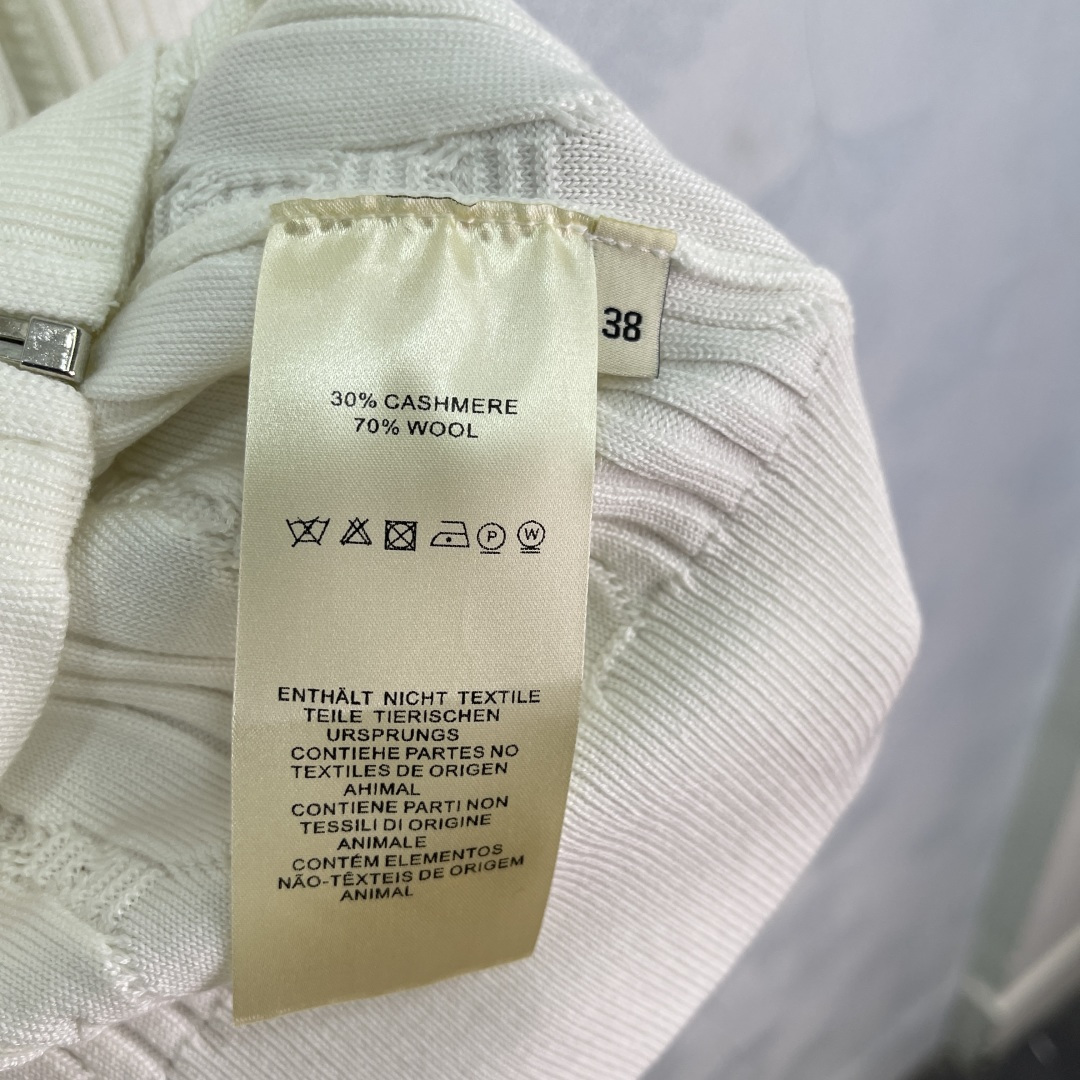 38
30% CASHMERE
70% WOOL
P W
ENTHÄLT NICHT TEXTILE
TEILE TIERISCHEN
URSPRUNGS
CONTIEHE PARTES NO
TEXTILES DE ORIGEN
AHIMAL
CONTIENE PARTI NON
TESSILI DI ORIGINE
ANIMALE
CONTÉM ELEMENTOS
NÃO-TÊXTEIS DE ORIGEM
ANIMAL